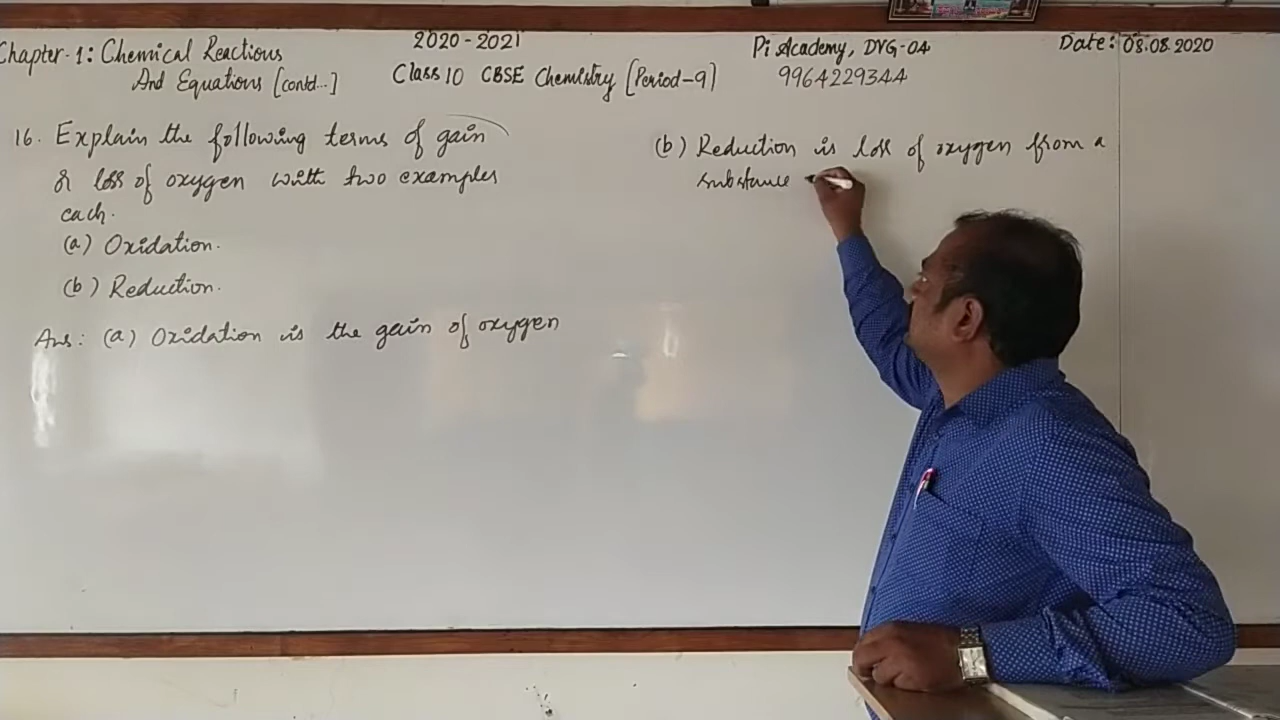 Chapter-1: Chemical Reactions
And Equations [contd...]
2020-2021
Class 10 CBSE Chemistry [Period-9]
Pi Academy, DVG-04
9964229344
Date: 08.08.2020
16. Explain the following terms of gain
or loss of oxygen with two examples
each.
(a) Oxidation.
(b) Reduction.
Ans: (a) Oxidation is the gain of oxygen
(b) Reduction is loss of oxygen from a
substance